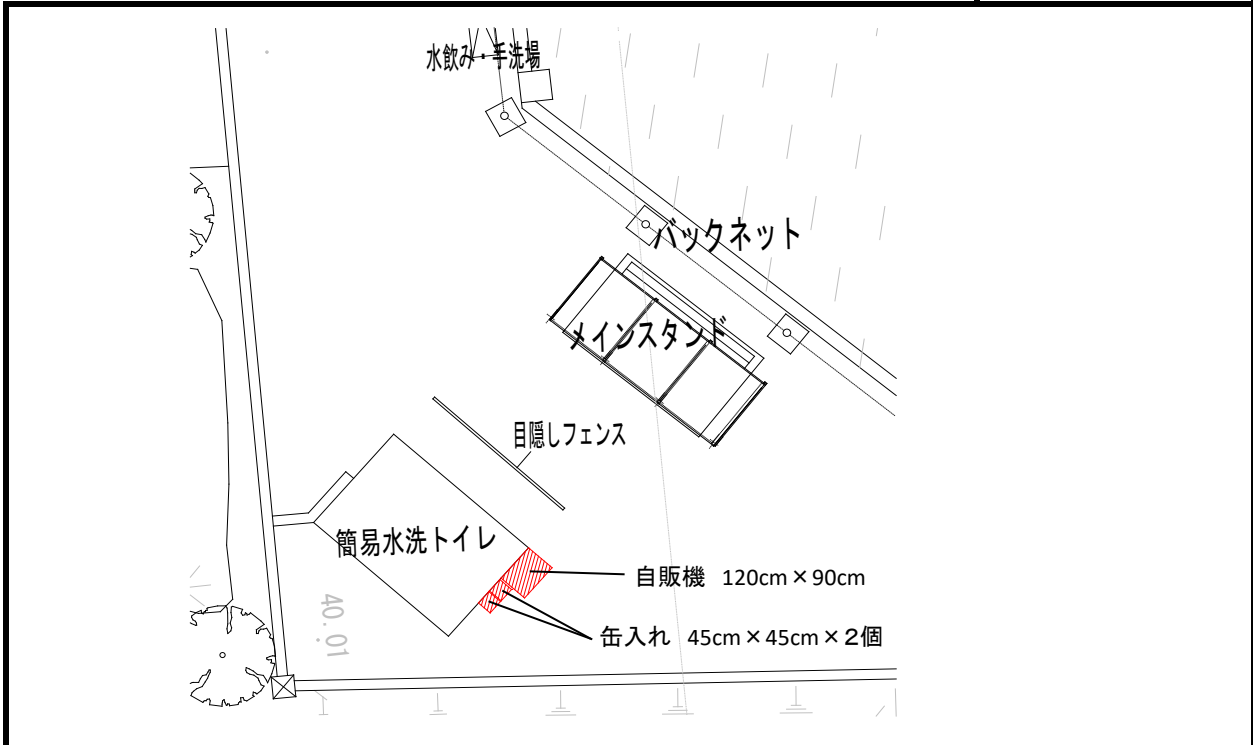 水飲み・手洗場
バックネット
メインスタンド
目隠しフェンス
簡易水洗トイレ
自販機 120cm×90cm
40.01
缶入れ 45cm×45cm×2個